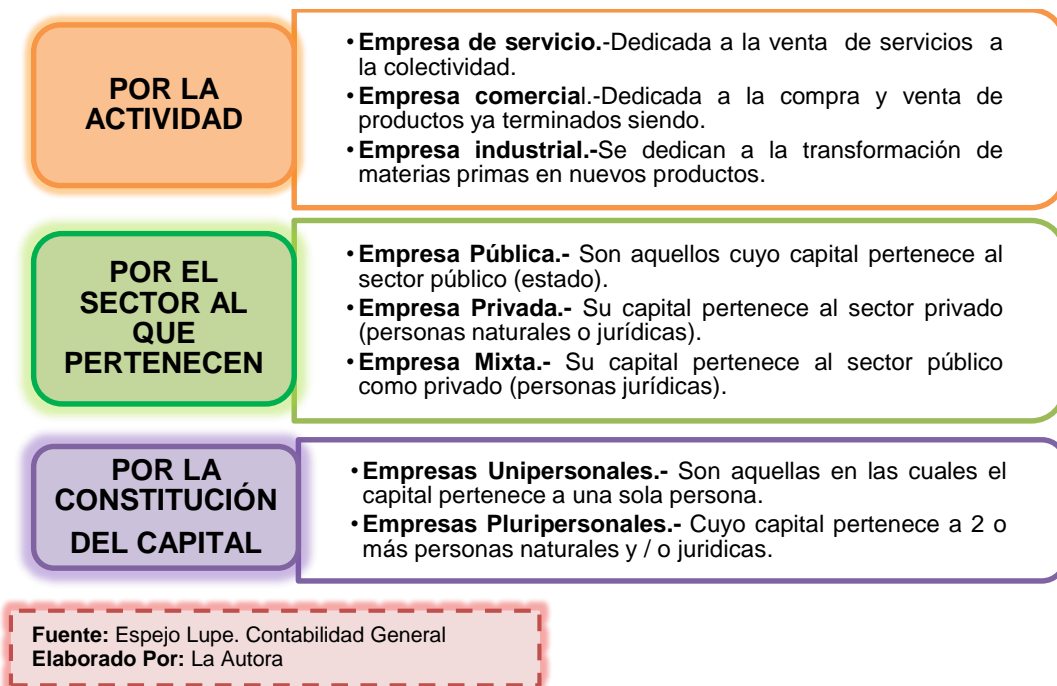 POR LA
ACTIVIDAD
•Empresa de servicio.-Dedicada a la venta de servicios a
la colectividad.
•Empresa comercial.-Dedicada a la compra y venta de
productos ya terminados siendo.
•Empresa industrial.-Se dedican a la transformación de
materias primas en nuevos productos.
POR EL
SECTOR AL
QUE
PERTENECEN
•Empresa Pública.- Son aquellos cuyo capital pertenece al
sector público (estado).
•Empresa Privada.- Su capital pertenece al sector privado
(personas naturales o jurídicas).
•Empresa Mixta.- Su capital pertenece al sector público
como privado (personas jurídicas).
POR LA
CONSTITUCIÓN
DEL CAPITAL
•Empresas Unipersonales.- Son aquellas en las cuales el
capital pertenece a una sola persona.
•Empresas Pluripersonales.- Cuyo capital pertenece a 2 o
más personas naturales y / o juridicas.
Fuente: Espejo Lupe. Contabilidad General
Elaborado Por: La Autora